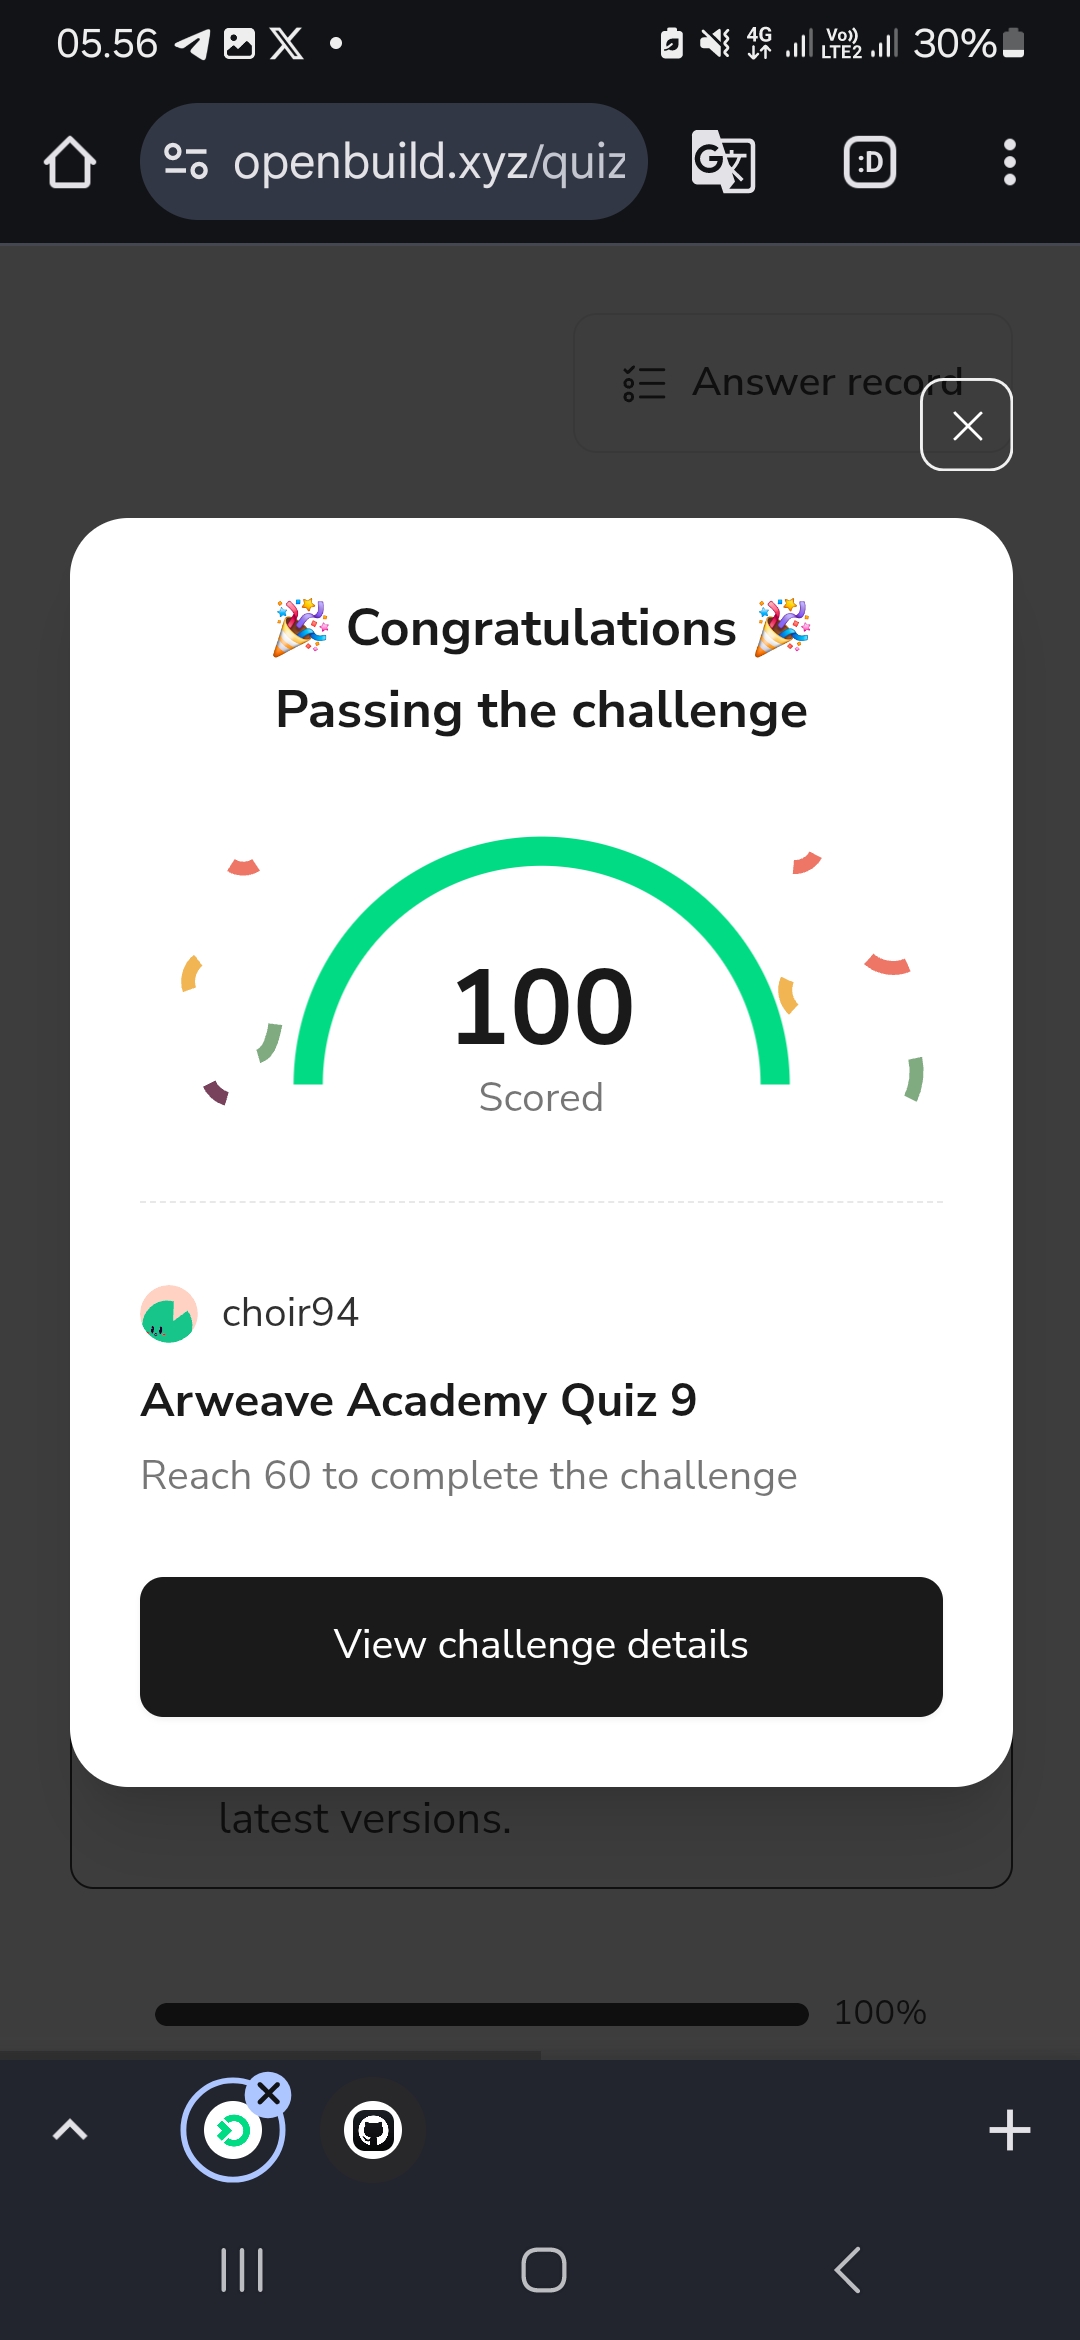 05.56
4G
Vo))
LTE2
30%
openbuild.xyz/quiz
:D
Answer record
🎉 Congratulations 🎉
Passing the challenge
100
Scored
choir94
Arweave Academy Quiz 9
Reach 60 to complete the challenge
View challenge details
latest versions.
100%